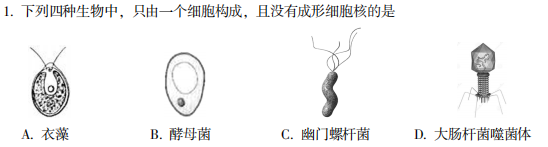 1. 下列四种生物中，只由一个细胞构成，且没有成形细胞核的是
A. 衣藻 B. 酵母菌 C. 幽门螺杆菌 D. 大肠杆菌噬菌体